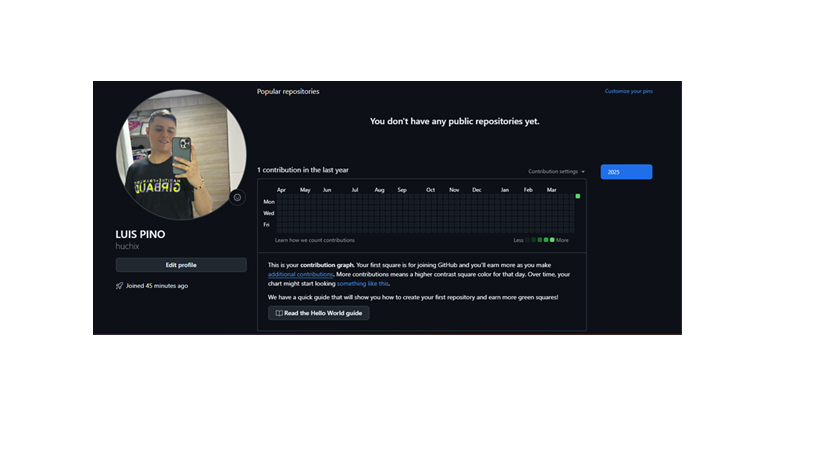 Popular repositories
Customize your pins
You don't have any public repositories yet.
GIRBAUD
1 contribution in the last year
Contribution settings
2025
Apr May Jun Jul Aug Sep Oct Nov Dec Jan Feb Mar
Mon
Wed
Fri
Learn how we count contributions
Less More
LUIS PINO
huchix
Edit profile
Joined 45 minutes ago
This is your contribution graph. Your first square is for joining GitHub and you'll earn more as you make
additional contributions. More contributions means a higher contrast square color for that day. Over time, your
chart might start looking something like this.
We have a quick guide that will show you how to create your first repository and earn more green squares!
Read the Hello World guide